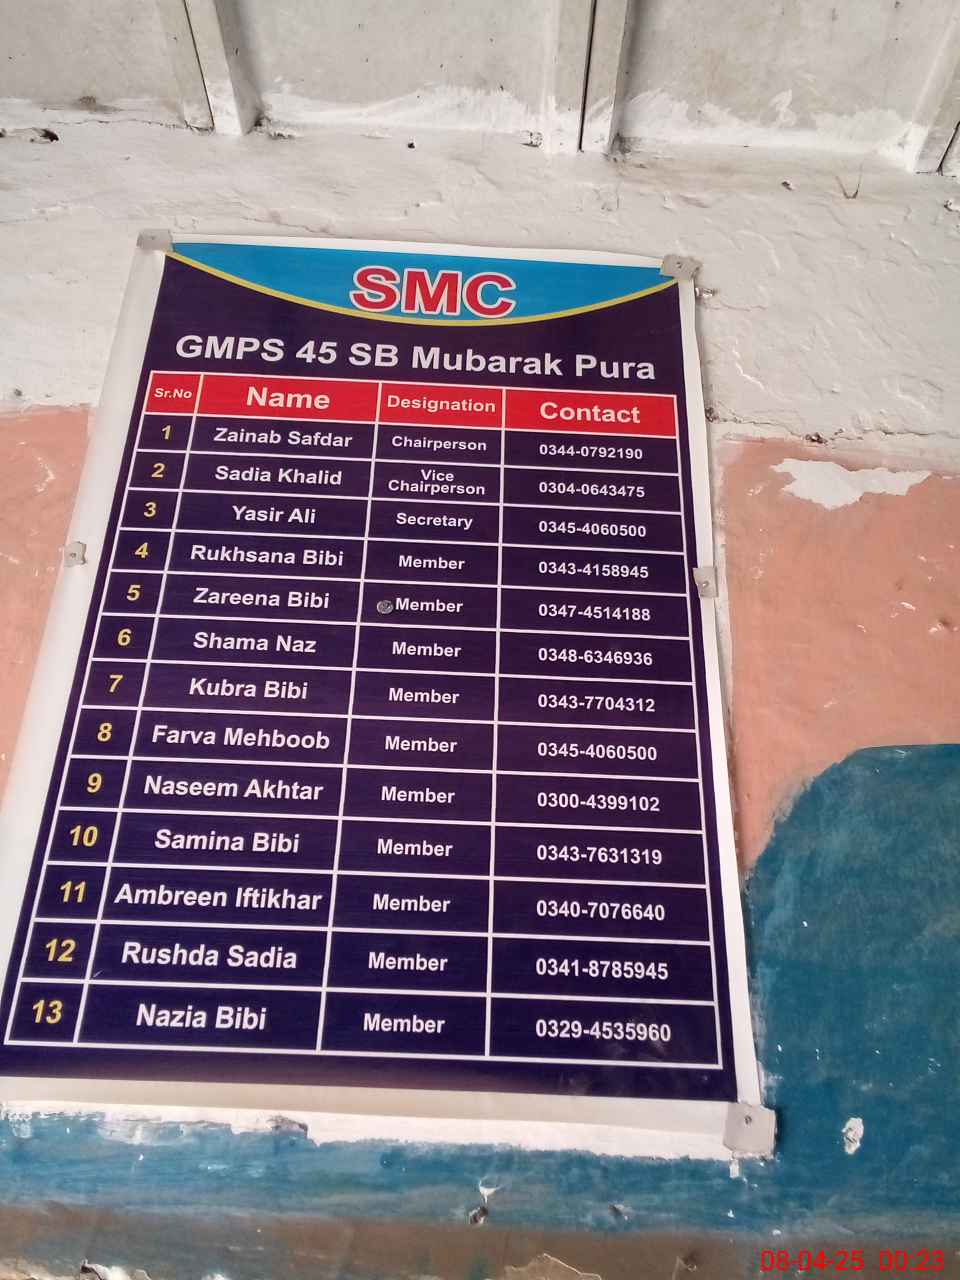 SMC
GMPS 45 SB Mubarak Pura
Sr.No Name Designation Contact
1 Zainab Safdar Chairperson 0344-0792190
2 Sadia Khalid Vice Chairperson 0304-0643475
3 Yasir Ali Secretary 0345-4060500
4 Rukhsana Bibi Member 0343-4158945
5 Zareena Bibi Member 0347-4514188
6 Shama Naz Member 0348-6346936
7 Kubra Bibi Member 0343-7704312
8 Farva Mehboob Member 0345-4060500
9 Naseem Akhtar Member 0300-4399102
10 Samina Bibi Member 0343-7631319
11 Ambreen Iftikhar Member 0340-7076640
12 Rushda Sadia Member 0341-8785945
13 Nazia Bibi Member 0329-4535960
08-04-25 00:23